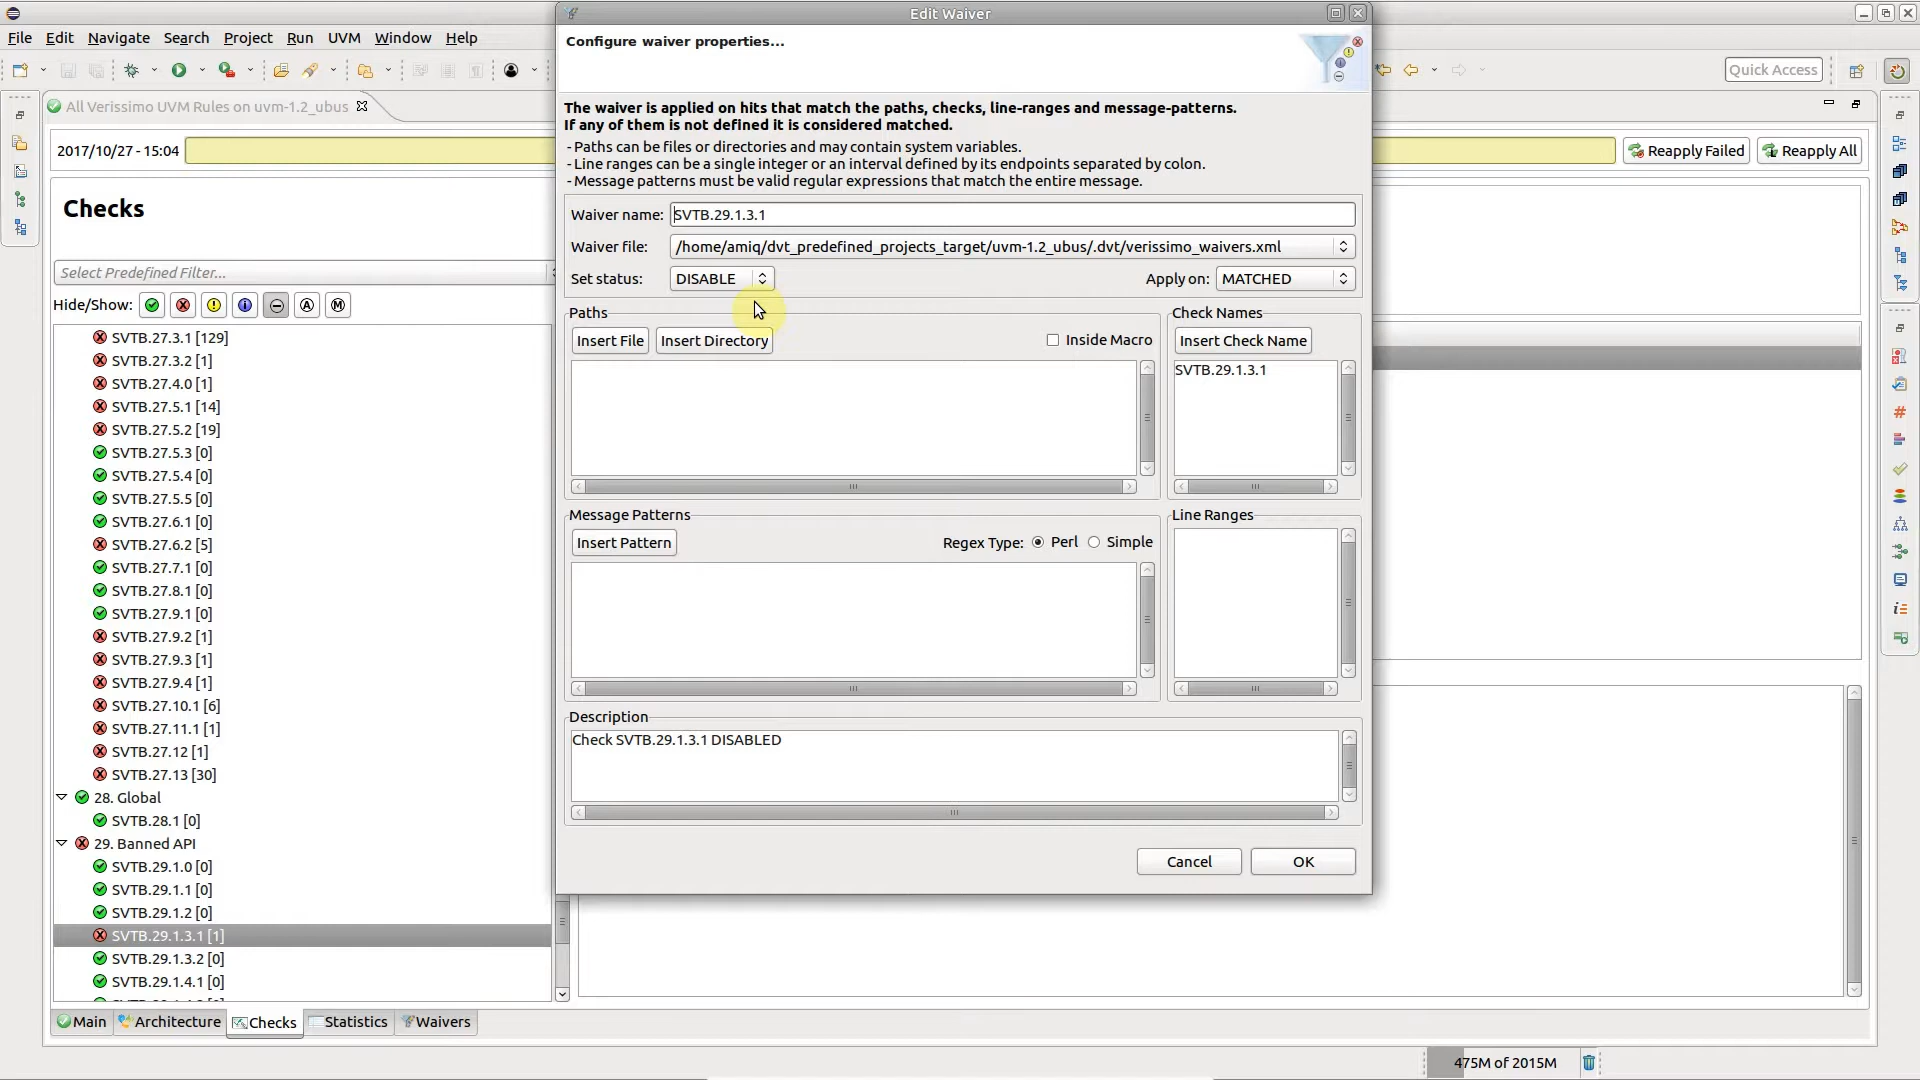 Edit Waiver
File Edit Navigate Search Project Run UVM Window Help
Configure waiver properties...
Quick Access
All Verissimo UVM Rules on uvm-1.2_ubus
The waiver is applied on hits that match the paths, checks, line-ranges and message-patterns.
If any of them is not defined it is considered matched.
- Paths can be files or directories and may contain system variables.
- Line ranges can be a single integer or an interval defined by its endpoints separated by colon.
- Message patterns must be valid regular expressions that match the entire message.
2017/10/27 - 15:04
Reapply Failed Reapply All
Checks
Select Predefined Filter...
Hide/Show:
Waiver name: SVTB.29.1.3.1
Waiver file: /home/amiq/dvt_predefined_projects_target/uvm-1.2_ubus/.dvt/verissimo_waivers.xml
Set status: DISABLE Apply on: MATCHED
Paths
Insert File Insert Directory Inside Macro
Check Names
Insert Check Name
SVTB.29.1.3.1
Message Patterns
Insert Pattern Regex Type: Perl Simple
Line Ranges
Description
Check SVTB.29.1.3.1 DISABLED
Cancel OK
SVTB.27.3.1 [129]
SVTB.27.3.2 [1]
SVTB.27.4.0 [1]
SVTB.27.5.1 [14]
SVTB.27.5.2 [19]
SVTB.27.5.3 [0]
SVTB.27.5.4 [0]
SVTB.27.5.5 [0]
SVTB.27.6.1 [0]
SVTB.27.6.2 [5]
SVTB.27.7.1 [0]
SVTB.27.8.1 [0]
SVTB.27.9.1 [0]
SVTB.27.9.2 [1]
SVTB.27.9.3 [1]
SVTB.27.9.4 [1]
SVTB.27.10.1 [6]
SVTB.27.11.1 [1]
SVTB.27.12 [1]
SVTB.27.13 [30]
28. Global
SVTB.28.1 [0]
29. Banned API
SVTB.29.1.0 [0]
SVTB.29.1.1 [0]
SVTB.29.1.2 [0]
SVTB.29.1.3.1 [1]
SVTB.29.1.3.2 [0]
SVTB.29.1.4.1 [0]
Main Architecture Checks Statistics Waivers
475M of 2015M